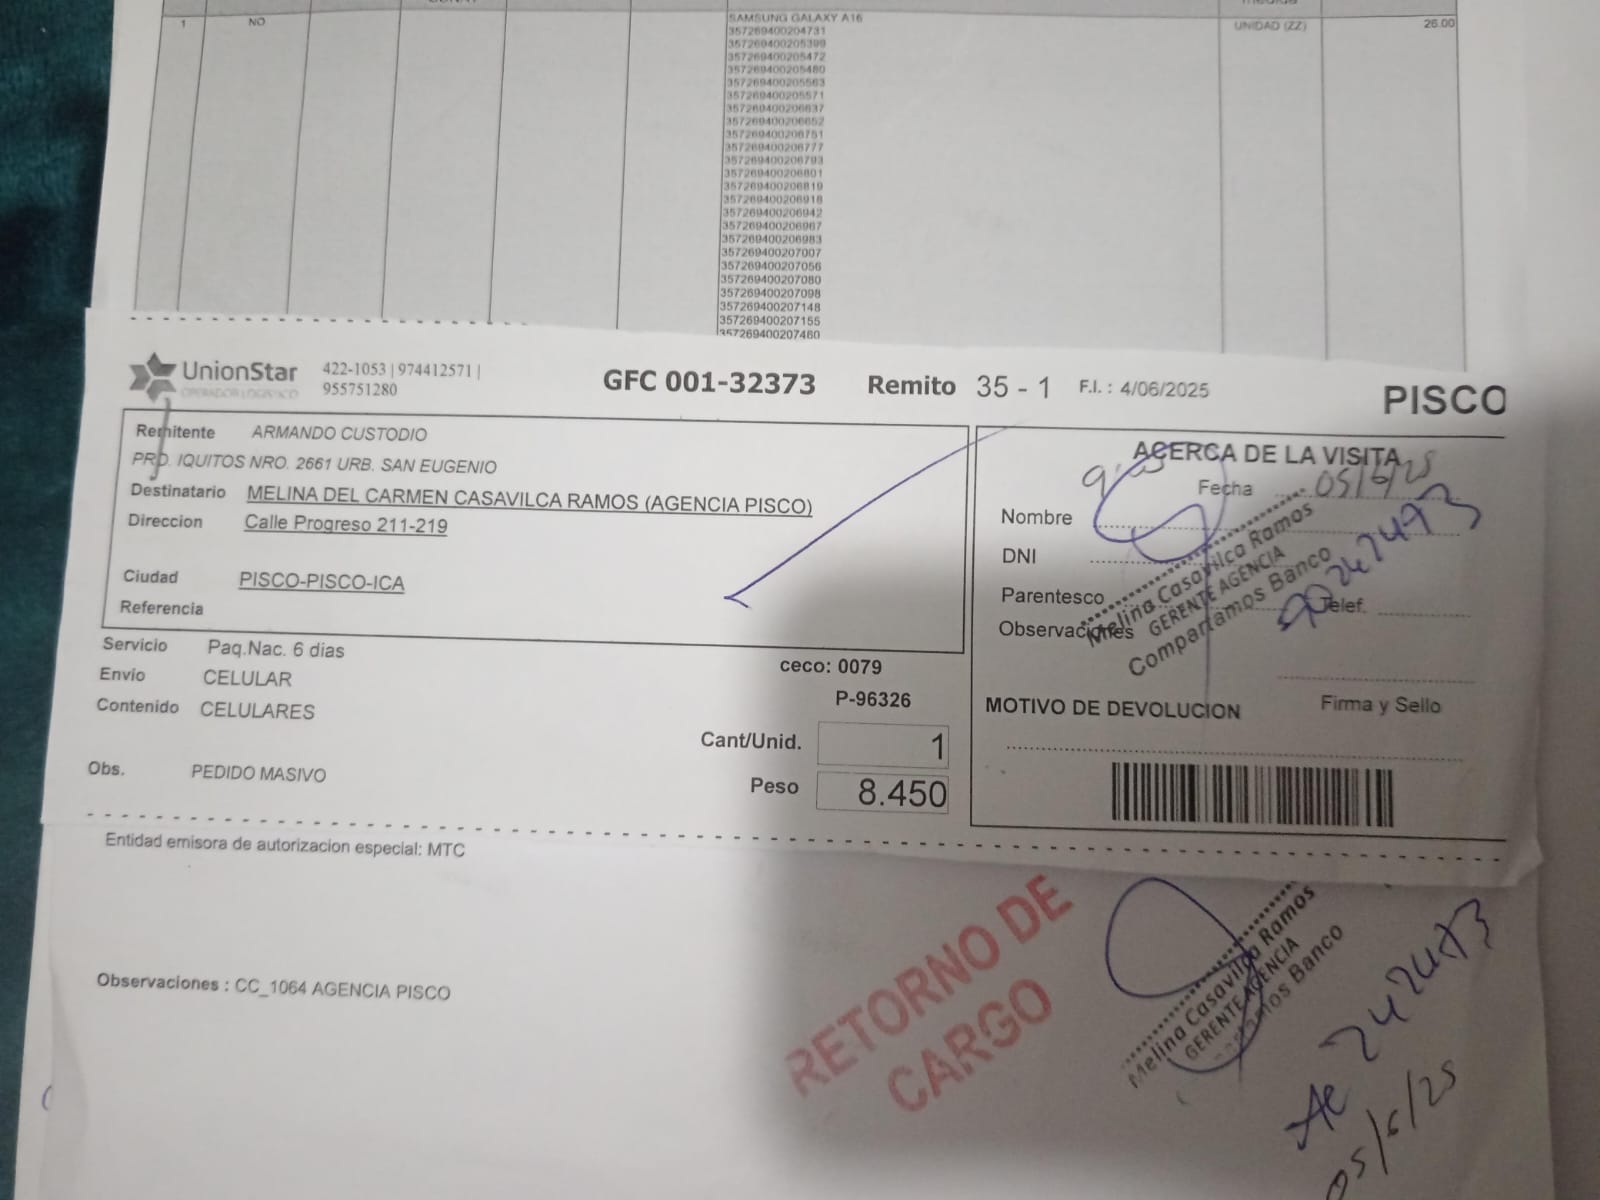 1 NO SAMSUNG GALAXY A16 UNIDAD (ZZ) 26.00
357269400204731
357269400205399
357269400205472
357269400205480
357269400205563
357269400205571
357269400206637
357269400206652
357269400206751
357269400206777
357269400206793
357269400206801
357269400206819
357269400206918
357269400206942
357269400206967
357269400206983
357269400207007
357269400207056
357269400207080
357269400207098
357269400207148
357269400207155
357269400207460
UnionStar
OPERADOR LOGISTICO
422-1053 | 974412571 |
955751280
GFC 001-32373 Remito 35 - 1 F.I. : 4/06/2025 PISCO
Remitente ARMANDO CUSTODIO
PRO. IQUITOS NRO. 2661 URB. SAN EUGENIO
Destinatario MELINA DEL CARMEN CASAVILCA RAMOS (AGENCIA PISCO)
Direccion Calle Progreso 211-219
Ciudad PISCO-PISCO-ICA
Referencia
Servicio Paq.Nac. 6 dias
Envio CELULAR
Contenido CELULARES
Obs. PEDIDO MASIVO
ceco: 0079
P-96326
Cant/Unid. 1
Peso 8.450
ACERCA DE LA VISITA
Fecha 05/6/25
Nombre
DNI
Parentesco
Telef.
Observaciones
Melina Casavilca Ramos
GERENTE AGENCIA
Compartamos Banco
Firma y Sello
MOTIVO DE DEVOLUCION
Entidad emisora de autorizacion especial: MTC
Observaciones : CC_1064 AGENCIA PISCO
RETORNO DE
CARGO
Melina Casavilca Ramos
GERENTE AGENCIA
Banco
05/6/25